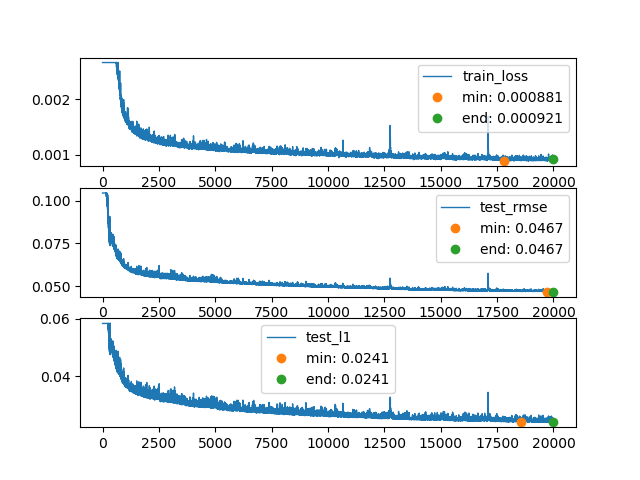 train_loss
min: 0.000881
end: 0.000921
0.002
0.001
0 2500 5000 7500 10000 12500 15000 17500 20000
test_rmse
min: 0.0467
end: 0.0467
0.100
0.075
0.050
0 2500 5000 7500 10000 12500 15000 17500 20000
test_l1
min: 0.0241
end: 0.0241
0.06
0.04
0 2500 5000 7500 10000 12500 15000 17500 20000